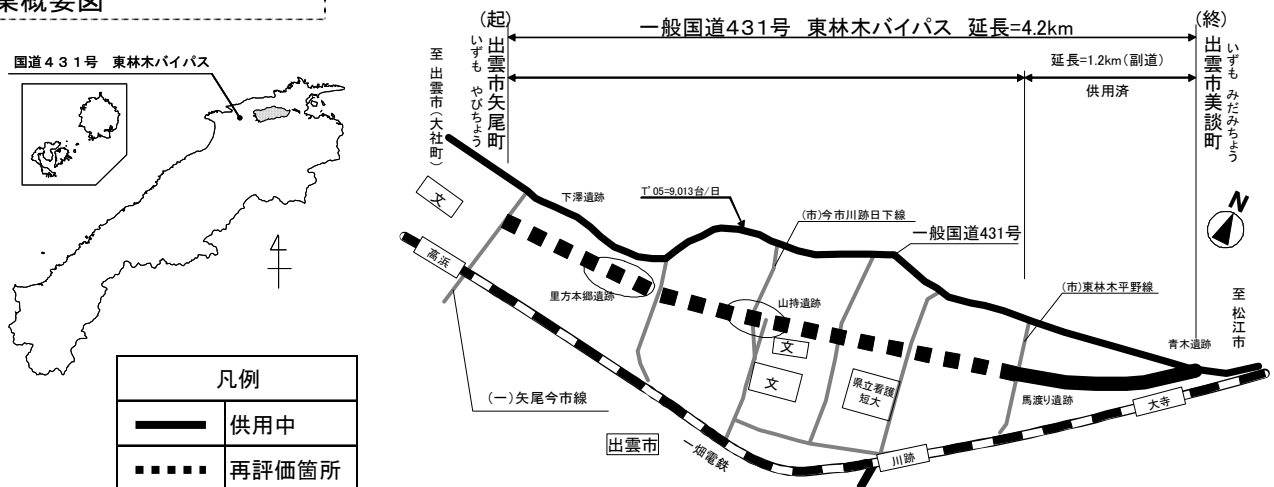 業概要図
国道431号 東林木バイパス
凡例
供用中
再評価箇所
(起)
一般国道431号 東林木バイパス 延長=4.2km
(終)
延長=1.2km(副道)
供用済
至 出雲市(大社町)
いずも やびちょう
出雲市矢尾町
出雲市美談町
いずも みだみちょう
N
文
下澤遺跡
T'05=9,013台/日
(市)今市川跡日下線
一般国道431号
(市)東林木平野線
至 松江市
高浜
里方本郷遺跡
山持遺跡
青木遺跡
文
文
県立看護
短大
馬渡り遺跡
大寺
(一)矢尾今市線
出雲市
一畑電鉄
川跡